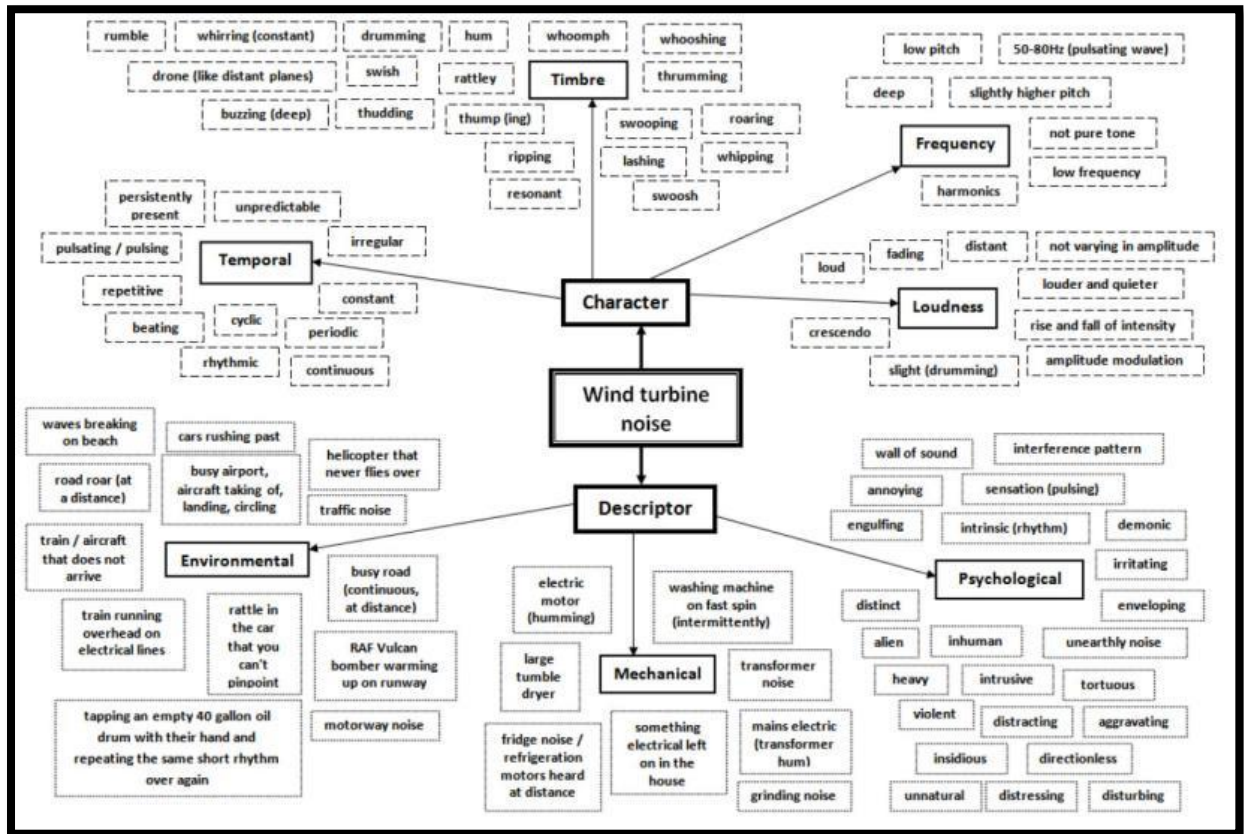 rumble
whirring (constant)
drumming
hum
whoomph
whooshing
drone (like distant planes)
swish
rattley
Timbre
thrumming
buzzing (deep)
thudding
thump (ing)
swooping
roaring
ripping
lashing
whipping
resonant
swoosh
low pitch
50-80Hz (pulsating wave)
deep
slightly higher pitch
Frequency
not pure tone
low frequency
harmonics
persistently
present
unpredictable
pulsating / pulsing
irregular
Temporal
repetitive
constant
beating
cyclic
periodic
rhythmic
continuous
Character
loud
fading
distant
not varying in amplitude
Loudness
louder and quieter
crescendo
rise and fall of intensity
slight (drumming)
amplitude modulation
Wind turbine
noise
waves breaking
on beach
cars rushing past
helicopter that
never flies over
road roar (at
a distance)
busy airport,
aircraft taking of,
landing, circling
traffic noise
train / aircraft
that does not
arrive
Environmental
busy road
(continuous,
at distance)
train running
overhead on
electrical lines
rattle in
the car
that you
can't
pinpoint
RAF Vulcan
bomber warming
up on runway
tapping an empty 40 gallon oil
drum with their hand and
repeating the same short rhythm
over again
motorway noise
Descriptor
electric
motor
(humming)
washing machine
on fast spin
(intermittently)
large
tumble
dryer
Mechanical
transformer
noise
fridge noise /
refrigeration
motors heard
at distance
something
electrical left
on in the
house
mains electric
(transformer
hum)
grinding noise
wall of sound
interference pattern
annoying
sensation (pulsing)
engulfing
intrinsic (rhythm)
demonic
Psychological
irritating
distinct
enveloping
alien
inhuman
unearthly noise
heavy
intrusive
tortuous
violent
distracting
aggravating
insidious
directionless
unnatural
distressing
disturbing